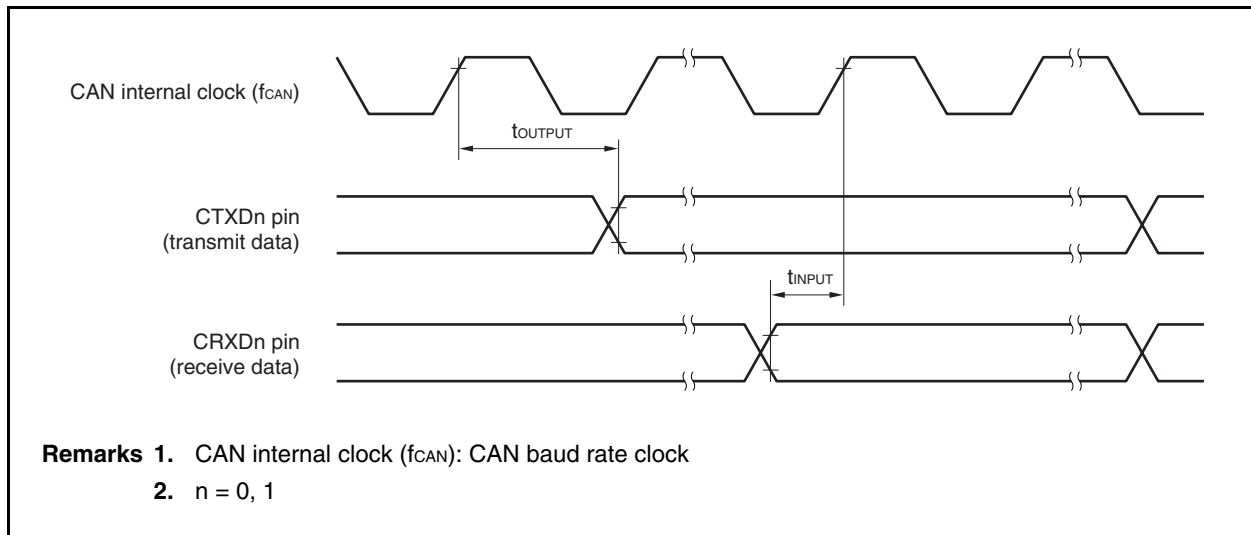 CAN internal clock (fCAN)
tOUTPUT
CTXDn pin
(transmit data)
tINPUT
CRXDn pin
(receive data)
Remarks 1. CAN internal clock (fCAN): CAN baud rate clock
2. n = 0, 1